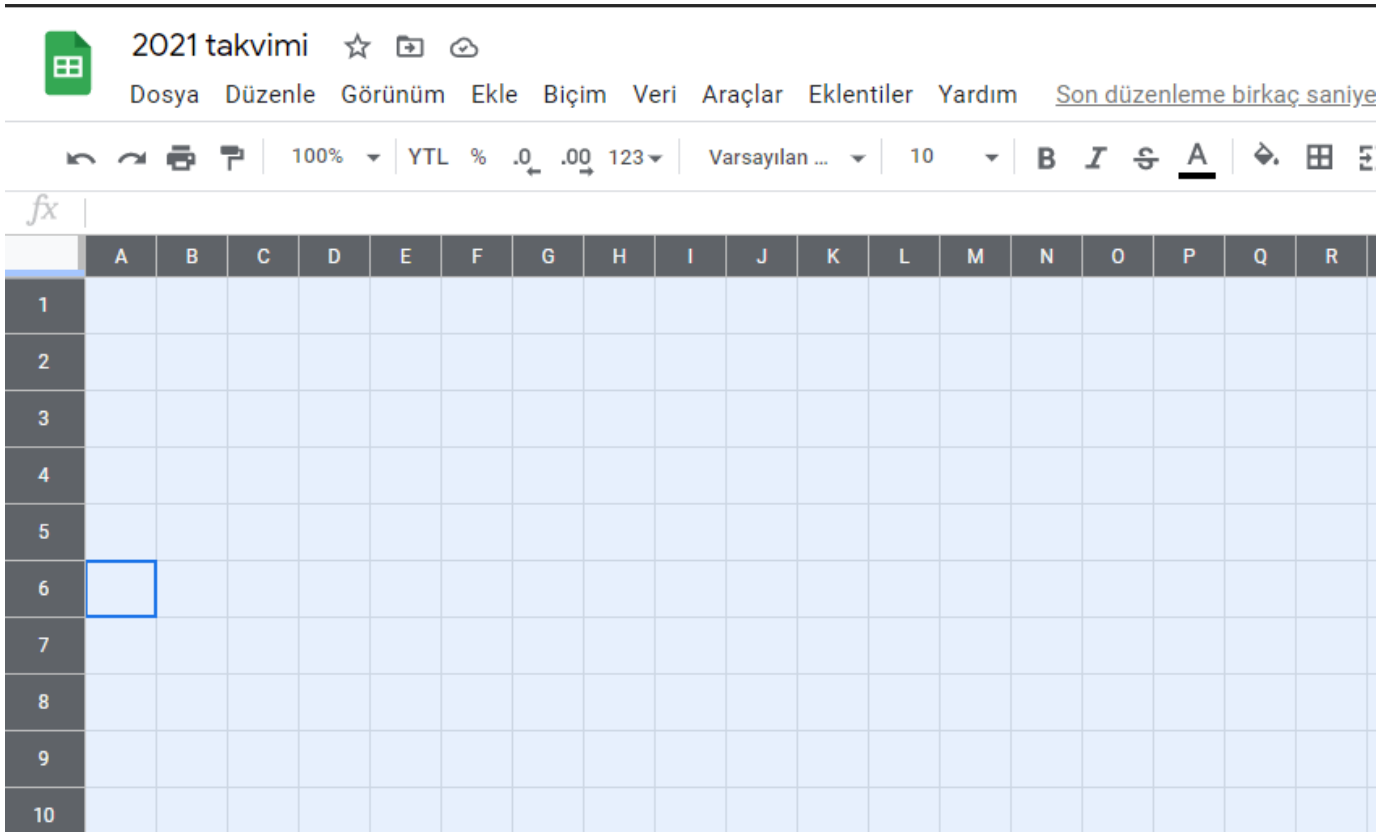 2021 takvimi
Dosya Düzenle Görünüm Ekle Biçim Veri Araçlar Eklentiler Yardım Son düzenleme birkaç saniye
100% YTL % .0 .00 123 Varsayılan ... 10 B I S A
fx
A B C D E F G H I J K L M N O P Q R
1
2
3
4
5
6
7
8
9
10